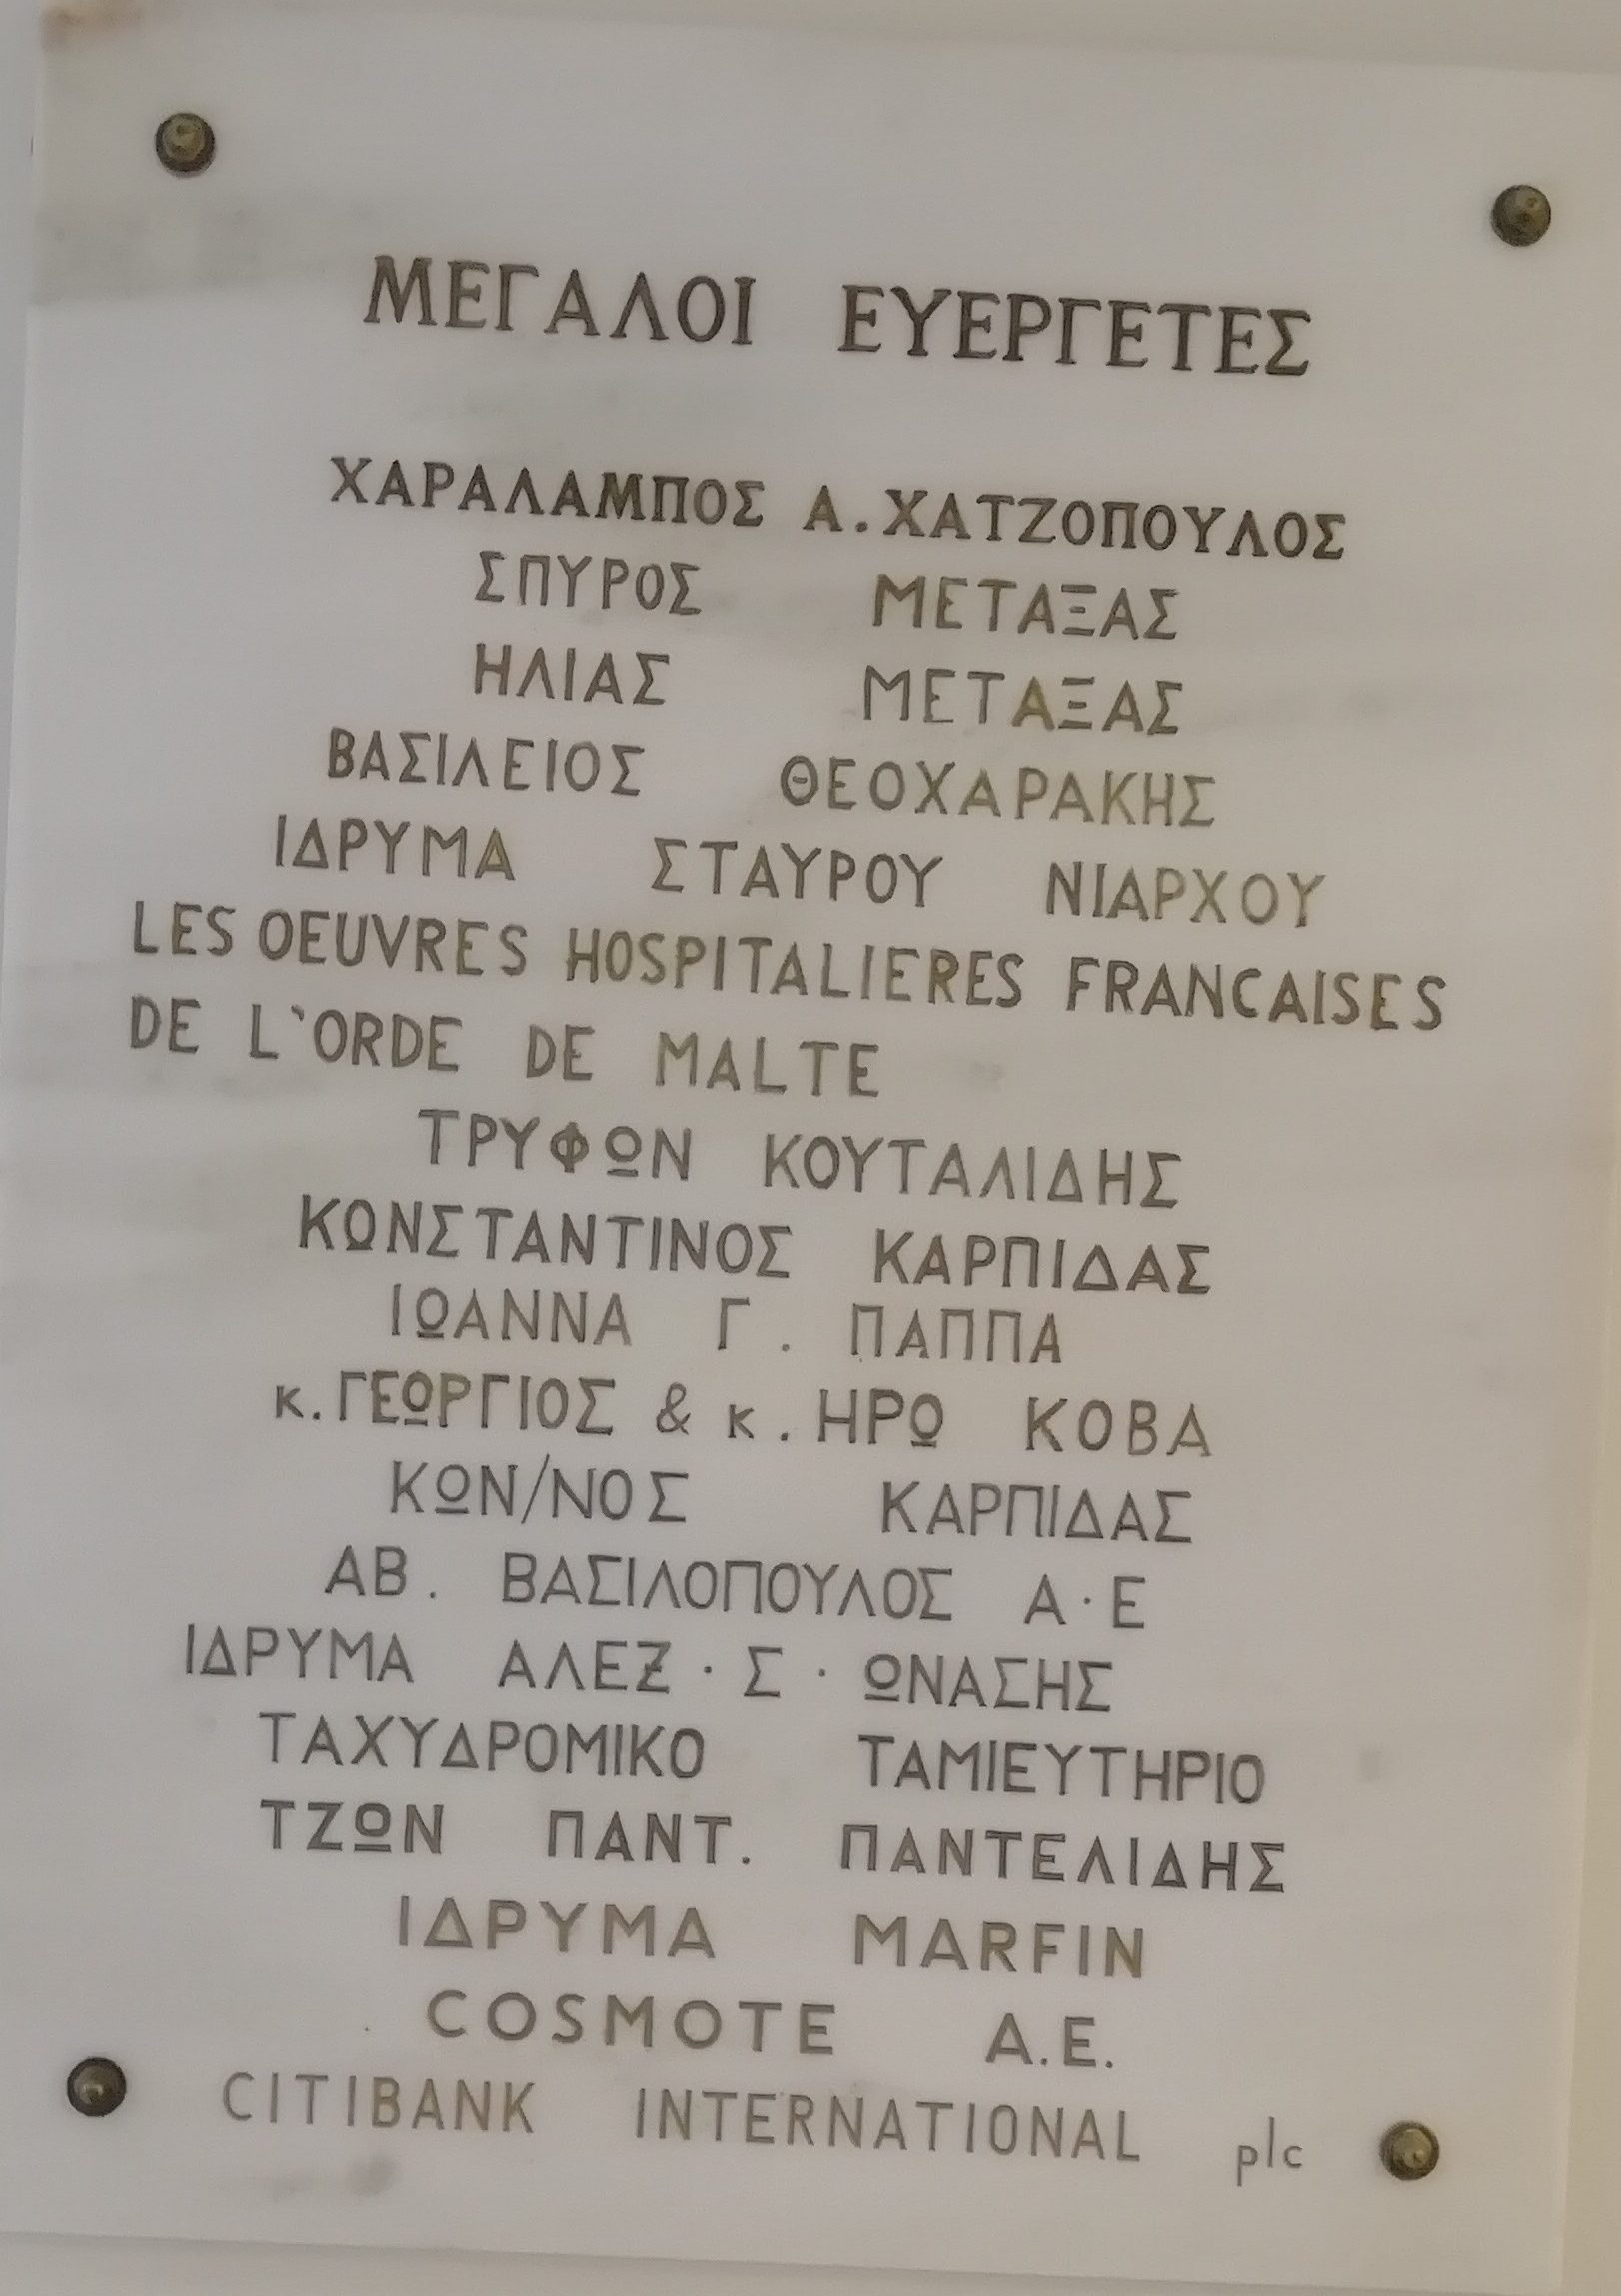 ΜΕΓΑΛΟΙ ΕΥΕΡΓΕΤΕΣ
ΧΑΡΑΛΑΜΠΟΣ Α. ΧΑΤΖΟΠΟΥΛΟΣ
ΣΠΥΡΟΣ ΜΕΤΑΞΑΣ
ΗΛΙΑΣ ΜΕΤΑΞΑΣ
ΒΑΣΙΛΕΙΟΣ ΘΕΟΧΑΡΑΚΗΣ
ΙΔΡΥΜΑ ΣΤΑΥΡΟΥ ΝΙΑΡΧΟΥ
LES OEUVRES HOSPITALIERES FRANCAISES
DE L'ORDE DE MALTE
ΤΡΥΦΩΝ ΚΟΥΤΑΛΙΔΗΣ
ΚΩΝΣΤΑΝΤΙΝΟΣ ΚΑΡΠΙΔΑΣ
ΙΩΑΝΝΑ Γ. ΠΑΠΠΑ
κ. ΓΕΩΡΓΙΟΣ & κ. ΗΡΩ ΚΟΒΑ
ΚΩΝ/ΝΟΣ ΚΑΡΠΙΔΑΣ
ΑΒ. ΒΑΣΙΛΟΠΟΥΛΟΣ Α·Ε
ΙΔΡΥΜΑ ΑΛΕΞ·Σ·ΩΝΑΣΗΣ
ΤΑΧΥΔΡΟΜΙΚΟ ΤΑΜΙΕΥΤΗΡΙΟ
ΤΖΩΝ ΠΑΝΤ. ΠΑΝΤΕΛΙΔΗΣ
ΙΔΡΥΜΑ MARFIN
COSMOTE A.E.
CITIBANK INTERNATIONAL plc